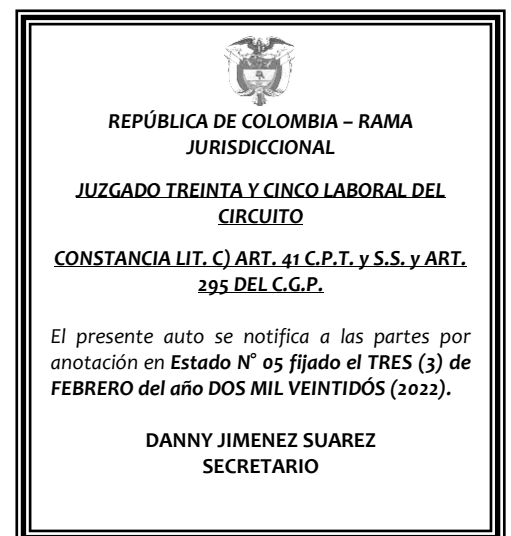 REPÚBLICA DE COLOMBIA – RAMA
JURISDICCIONAL
JUZGADO TREINTA Y CINCO LABORAL DEL
CIRCUITO
CONSTANCIA LIT. C) ART. 41 C.P.T. y S.S. y ART.
295 DEL C.G.P.
El presente auto se notifica a las partes por
anotación en Estado N° 05 fijado el TRES (3) de
FEBRERO del año DOS MIL VEINTIDÓS (2022).
DANNY JIMENEZ SUAREZ
SECRETARIO